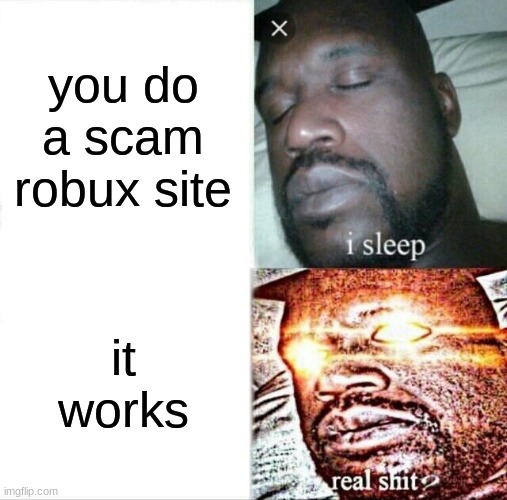 you do
a scam
robux site
i sleep
it
works
real shit?
imgflip.com